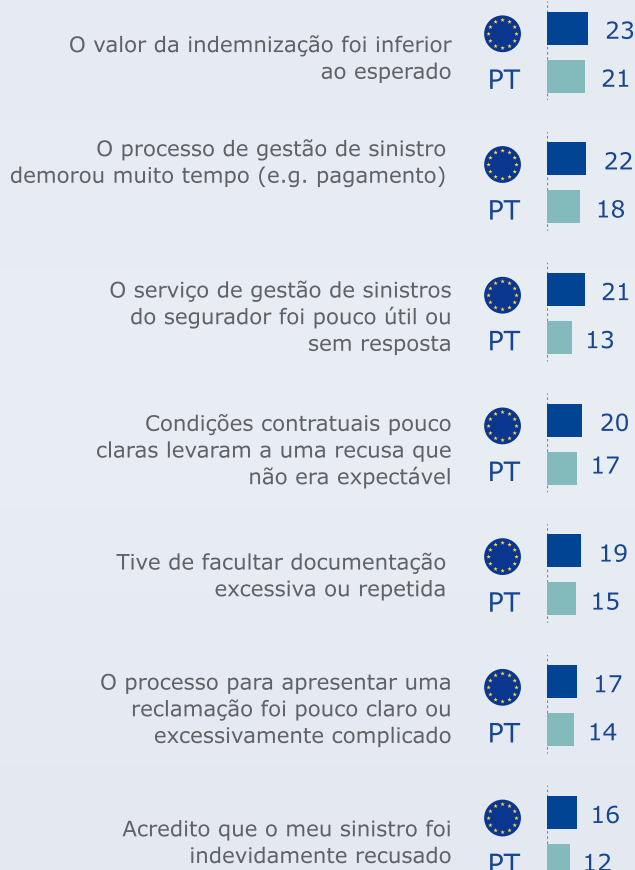 O valor da indemnização foi inferior
ao esperado
23
PT
21
O processo de gestão de sinistro
demorou muito tempo (e.g. pagamento)
22
PT
18
O serviço de gestão de sinistros
do segurador foi pouco útil ou
sem resposta
21
PT
13
Condições contratuais pouco
claras levaram a uma recusa que
não era expectável
20
PT
17
Tive de facultar documentação
excessiva ou repetida
19
PT
15
O processo para apresentar uma
reclamação foi pouco claro ou
excessivamente complicado
17
PT
14
Acredito que o meu sinistro foi
indevidamente recusado
16
PT
12